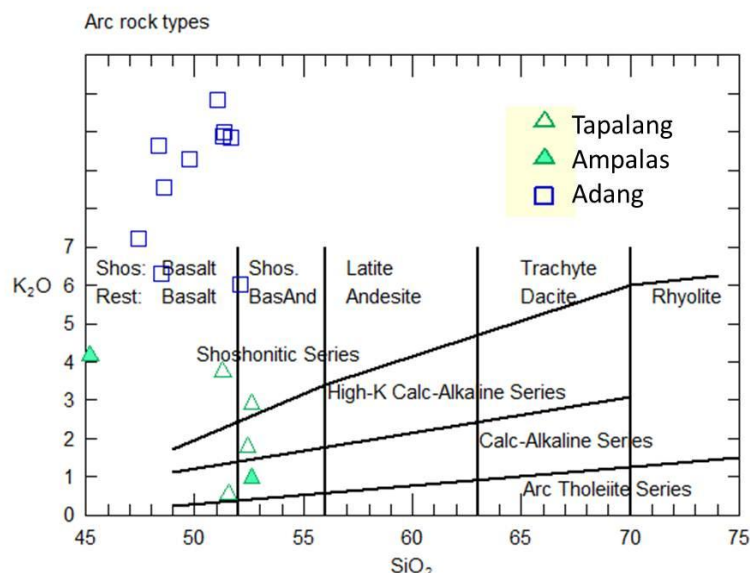 Arc rock types
Tapalang
Ampalas
Adang
7
6
5
4
3
2
1
0
K₂O
Shos: Basalt Shos. Latite Trachyte
Rest: Basalt BasAnd Andesite Dacite Rhyolite
Shoshonitic Series
High-K Calc-Alkaline Series
Calc-Alkaline Series
Arc Tholeiite Series
45 50 55 60 65 70 75
SiO₂